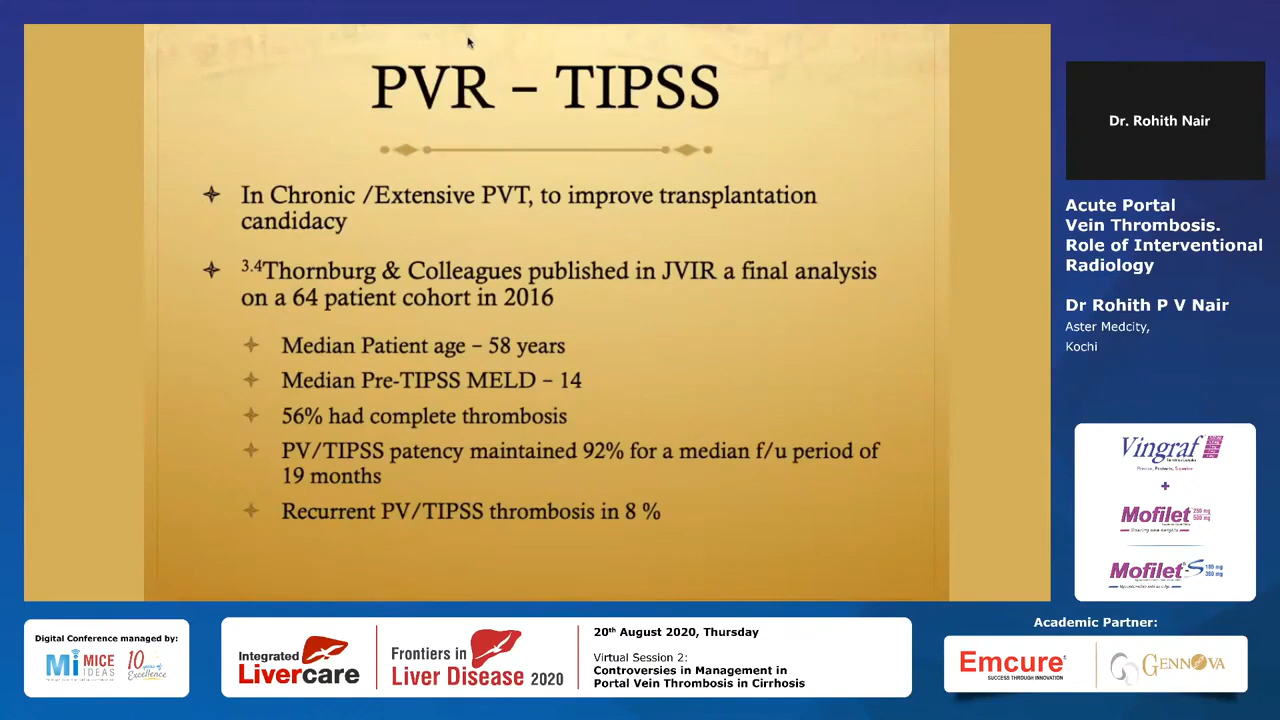 PVR – TIPSS
In Chronic /Extensive PVT, to improve transplantation
candidacy
3.4Thornburg & Colleagues published in JVIR a final analysis
on a 64 patient cohort in 2016
Median Patient age – 58 years
Median Pre-TIPSS MELD – 14
56% had complete thrombosis
PV/TIPSS patency maintained 92% for a median f/u period of
19 months
Recurrent PV/TIPSS thrombosis in 8 %
Dr. Rohith Nair
Acute Portal
Vein Thrombosis.
Role of Interventional
Radiology
Dr Rohith P V Nair
Aster Medcity,
Kochi
Vingraf
+
Mofilet
Mofilet-S
Digital Conference managed by:
Mi MICE
IDEAS
10 years of
Excellence
Integrated
Livercare
Frontiers in
Liver Disease 2020
20th August 2020, Thursday
Virtual Session 2:
Controversies in Management in
Portal Vein Thrombosis in Cirrhosis
Academic Partner:
Emcure
SUCCESS THROUGH INNOVATION
GENNOVA